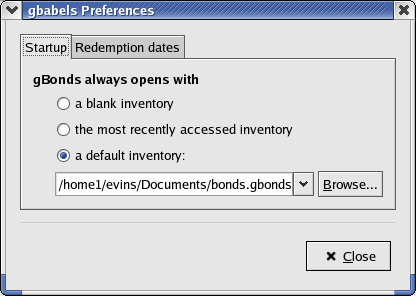 gbabels Preferences
Startup
Redemption dates
gBonds always opens with
a blank inventory
the most recently accessed inventory
a default inventory:
/home1/evins/Documents/bonds.gbonds
Browse...
Close